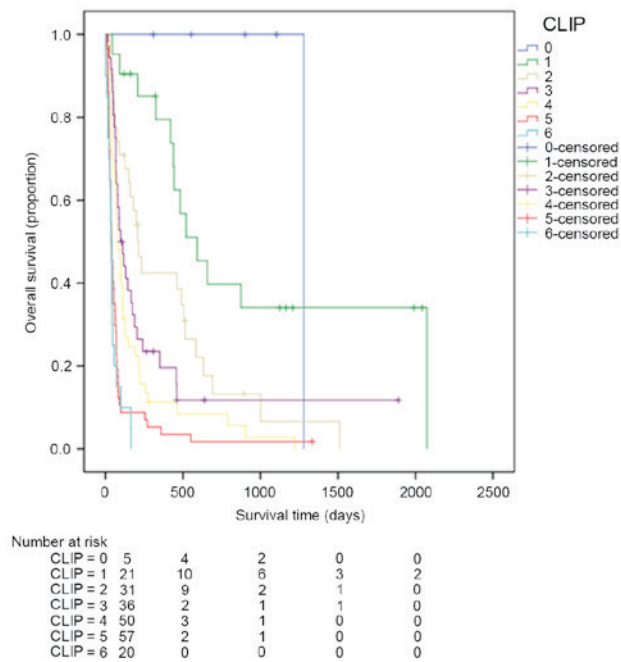 CLIP
0
1
2
3
4
5
6
0-censored
1-censored
2-censored
3-censored
4-censored
5-censored
6-censored
Overall survival (proportion)
1.0
0.8
0.6
0.4
0.2
0.0
0 500 1000 1500 2000 2500
Survival time (days)
Number at risk
CLIP = 0 5 4 2 0 0
CLIP = 1 21 10 6 3 2
CLIP = 2 31 9 2 1 0
CLIP = 3 36 2 1 1 0
CLIP = 4 50 3 1 0 0
CLIP = 5 57 2 1 0 0
CLIP = 6 20 0 0 0 0